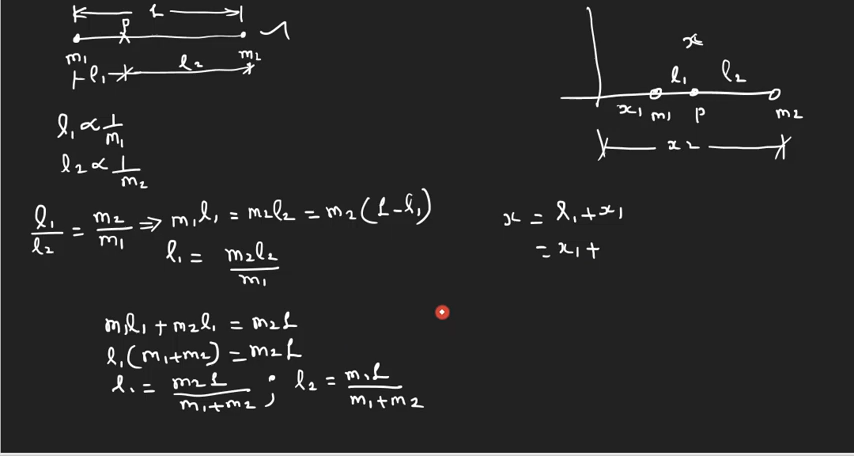 L
P
m₁ m₂
l₁ l₂
l₁ ∝ 1/m₁
l₂ ∝ 1/m₂
l₁/l₂ = m₂/m₁ ⇒ m₁l₁ = m₂l₂ = m₂(L-l₁)
l₁ = m₂l₂/m₁
m₁l₁ + m₂l₁ = m₂L
l₁(m₁+m₂) = m₂L
l₁ = m₂L/m₁+m₂ ; l₂ = m₁L/m₁+m₂
x
l₁ l₂
x₁ m₁ P m₂
x₂
x = l₁+x₁
= x₁+